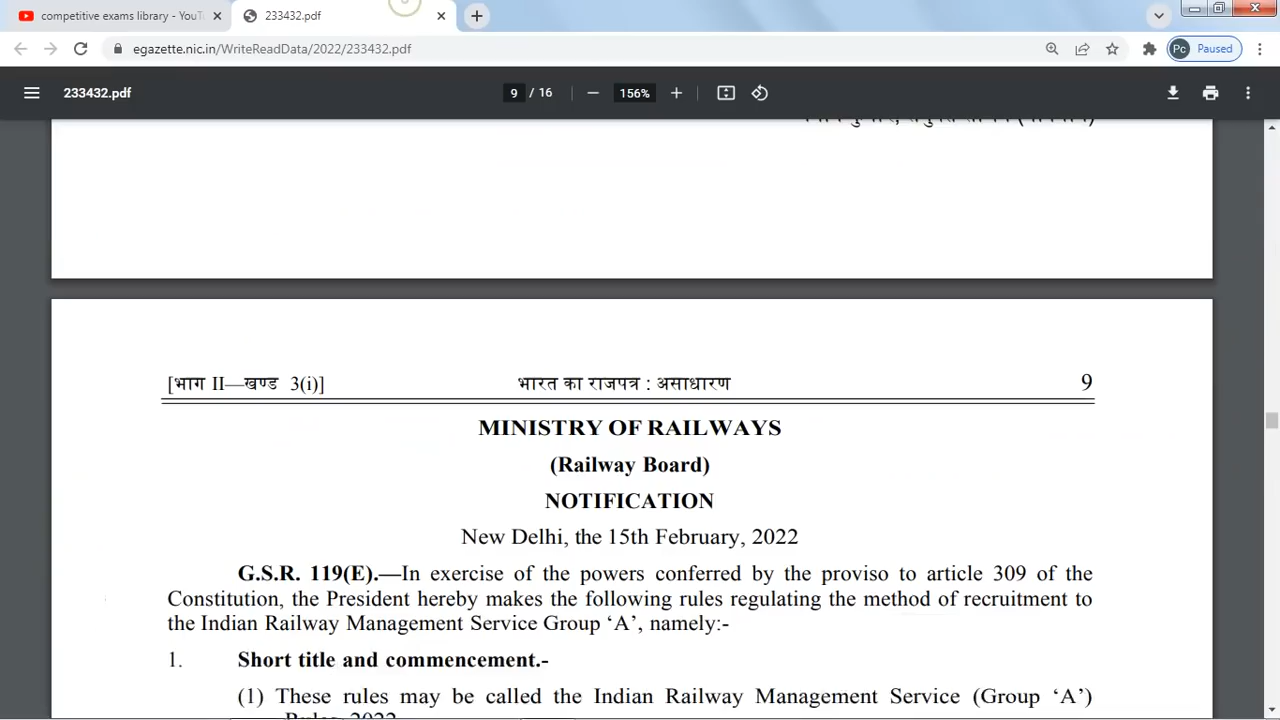 competitive exams library - YouT
233432.pdf
Pc
Paused
egazette.nic.in/WriteReadData/2022/233432.pdf
233432.pdf
9 / 16
156%
[भाग II—खण्ड 3(i)]
भारत का राजपत्र : असाधारण
9
MINISTRY OF RAILWAYS
(Railway Board)
NOTIFICATION
New Delhi, the 15th February, 2022
G.S.R. 119(E).—In exercise of the powers conferred by the proviso to article 309 of the
Constitution, the President hereby makes the following rules regulating the method of recruitment to
the Indian Railway Management Service Group ‘A’, namely:-
1. Short title and commencement.-
(1) These rules may be called the Indian Railway Management Service (Group ‘A’)
Rules 2022